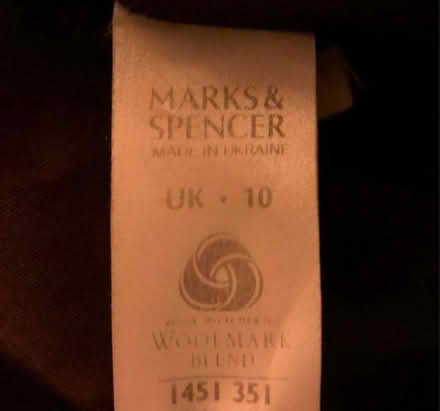 MARKS &
SPENCER
MADE IN UKRAINE
UK · 10
WOOLMARK
BLEND
1451 351